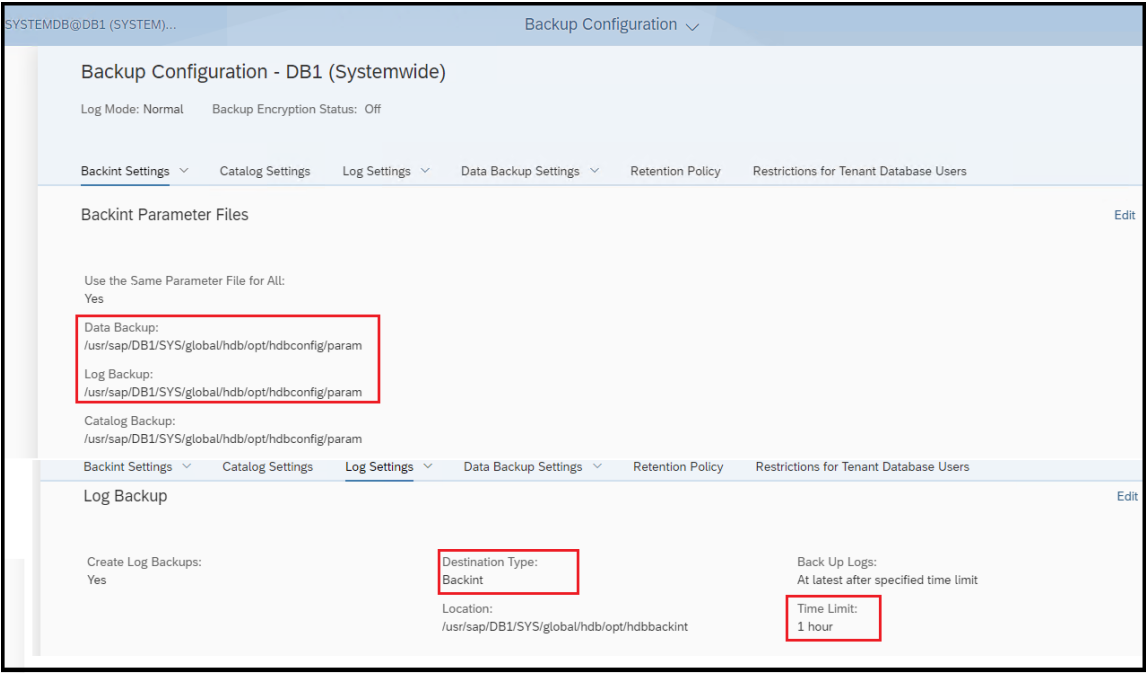 SYSTEMDB@DB1 (SYSTEM)...
Backup Configuration
Backup Configuration - DB1 (Systemwide)
Log Mode: Normal Backup Encryption Status: Off
Backint Settings Catalog Settings Log Settings Data Backup Settings Retention Policy Restrictions for Tenant Database Users
Backint Parameter Files
Edit
Use the Same Parameter File for All:
Yes
Data Backup:
/usr/sap/DB1/SYS/global/hdb/opt/hdbconfig/param
Log Backup:
/usr/sap/DB1/SYS/global/hdb/opt/hdbconfig/param
Catalog Backup:
/usr/sap/DB1/SYS/global/hdb/opt/hdbconfig/param
Backint Settings Catalog Settings Log Settings Data Backup Settings Retention Policy Restrictions for Tenant Database Users
Log Backup
Edit
Create Log Backups:
Yes
Destination Type:
Backint
Location:
/usr/sap/DB1/SYS/global/hdb/opt/hdbbackint
Back Up Logs:
At latest after specified time limit
Time Limit:
1 hour